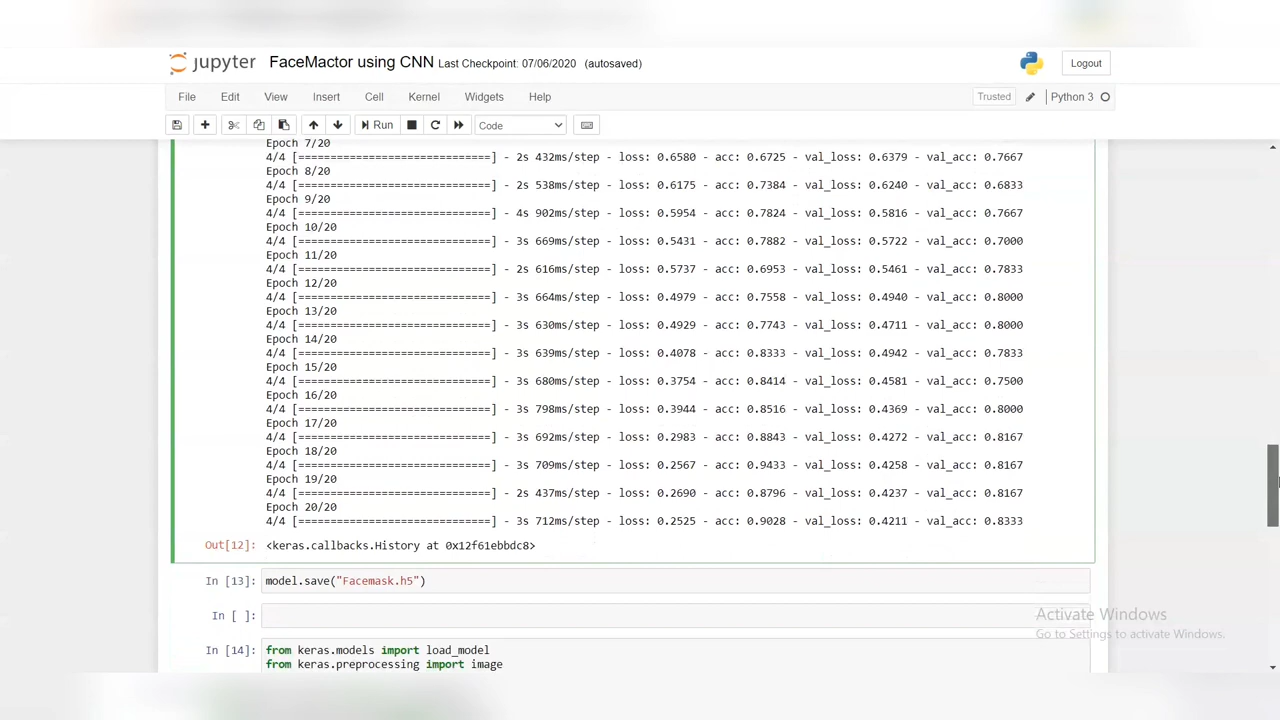 jupyter FaceMaotor using CNN Last Checkpoint: 07/06/2020 (autosaved) Logout
File Edit View Insert Cell Kernel Widgets Help Trusted Python 3
Run Code
Epoch 7/20
4/4 [==============================] - 2s 432ms/step - loss: 0.6580 - acc: 0.6725 - val_loss: 0.6379 - val_acc: 0.7667
Epoch 8/20
4/4 [==============================] - 2s 538ms/step - loss: 0.6175 - acc: 0.7384 - val_loss: 0.6240 - val_acc: 0.6833
Epoch 9/20
4/4 [==============================] - 4s 902ms/step - loss: 0.5954 - acc: 0.7824 - val_loss: 0.5816 - val_acc: 0.7667
Epoch 10/20
4/4 [==============================] - 3s 669ms/step - loss: 0.5431 - acc: 0.7882 - val_loss: 0.5722 - val_acc: 0.7000
Epoch 11/20
4/4 [==============================] - 2s 616ms/step - loss: 0.5737 - acc: 0.6953 - val_loss: 0.5461 - val_acc: 0.7833
Epoch 12/20
4/4 [==============================] - 3s 664ms/step - loss: 0.4979 - acc: 0.7558 - val_loss: 0.4940 - val_acc: 0.8000
Epoch 13/20
4/4 [==============================] - 3s 630ms/step - loss: 0.4929 - acc: 0.7743 - val_loss: 0.4711 - val_acc: 0.8000
Epoch 14/20
4/4 [==============================] - 3s 639ms/step - loss: 0.4078 - acc: 0.8333 - val_loss: 0.4942 - val_acc: 0.7833
Epoch 15/20
4/4 [==============================] - 3s 680ms/step - loss: 0.3754 - acc: 0.8414 - val_loss: 0.4581 - val_acc: 0.7500
Epoch 16/20
4/4 [==============================] - 3s 798ms/step - loss: 0.3944 - acc: 0.8516 - val_loss: 0.4369 - val_acc: 0.8000
Epoch 17/20
4/4 [==============================] - 3s 692ms/step - loss: 0.2983 - acc: 0.8843 - val_loss: 0.4272 - val_acc: 0.8167
Epoch 18/20
4/4 [==============================] - 3s 709ms/step - loss: 0.2567 - acc: 0.9433 - val_loss: 0.4258 - val_acc: 0.8167
Epoch 19/20
4/4 [==============================] - 2s 437ms/step - loss: 0.2690 - acc: 0.8796 - val_loss: 0.4237 - val_acc: 0.8167
Epoch 20/20
4/4 [==============================] - 3s 712ms/step - loss: 0.2525 - acc: 0.9028 - val_loss: 0.4211 - val_acc: 0.8333
Out[12]: <keras.callbacks.History at 0x12f61ebbdc8>
In [13]: model.save("Facemask.h5")
In [ ]:
In [14]: from keras.models import load_model
from keras.preprocessing import image
Activate Windows
Go to Settings to activate Windows.